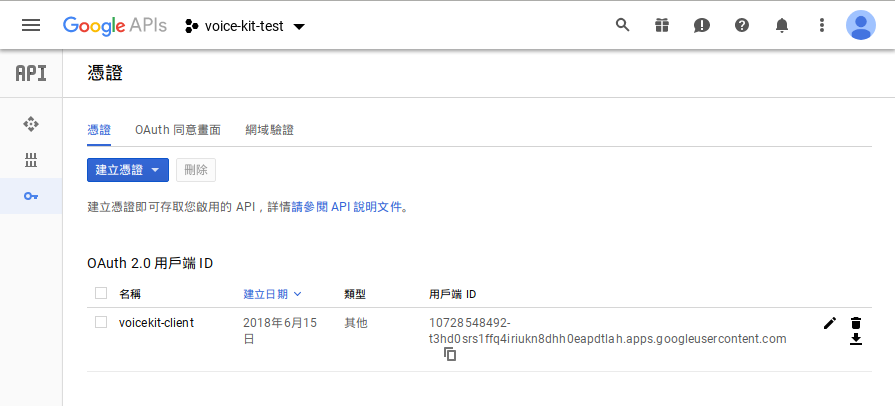 Google APIs
voice-kit-test
API
憑證
憑證
OAuth 同意畫面
網域驗證
建立憑證
刪除
建立憑證即可存取您啟用的 API，詳情請參閱 API 說明文件。
OAuth 2.0 用戶端 ID
名稱 建立日期 類型 用戶端 ID
voicekit-client 2018年6月15 其他 10728548492-
日 t3hd0srs1ffq4iriukn8dhh0eapdtlah.apps.googleusercontent.com